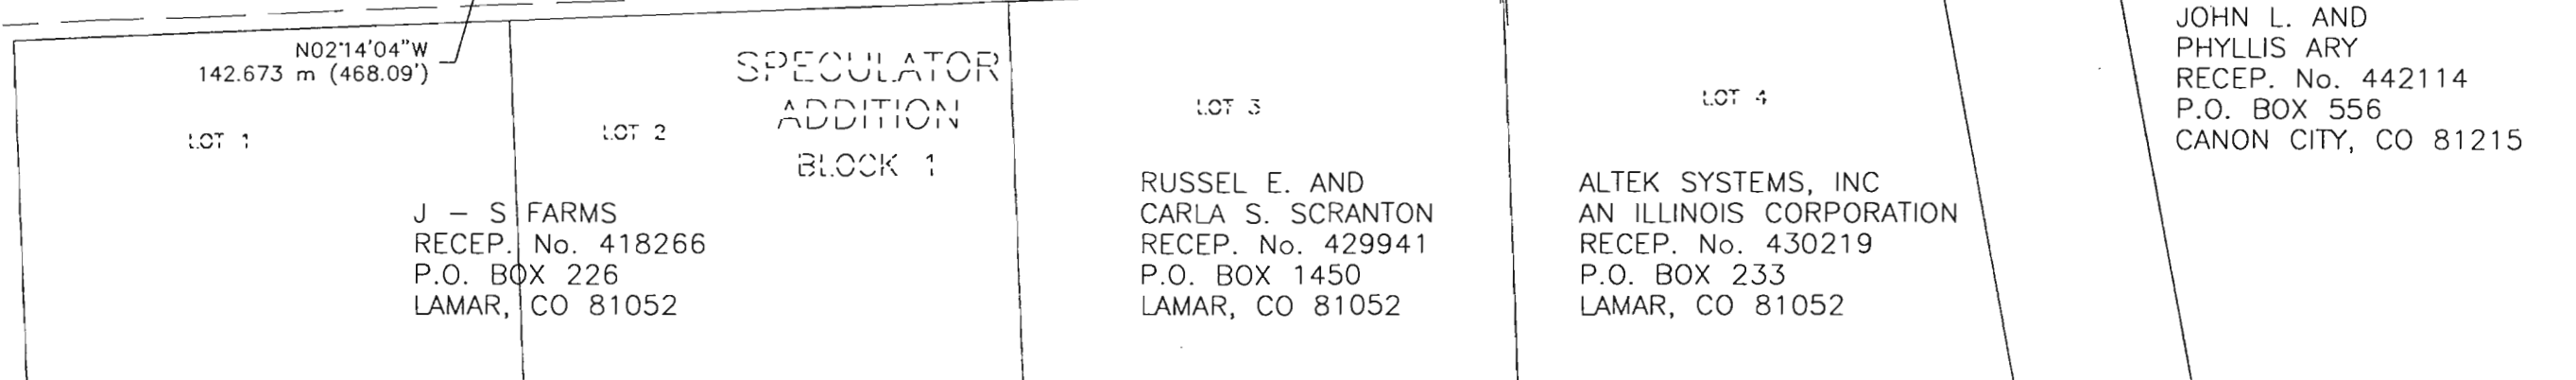 N02°14'04"W
142.673 m (468.09')
LOT 1
LOT 2
SPECULATOR
ADDITION
BLOCK 1
J - S FARMS
RECEP. No. 418266
P.O. BOX 226
LAMAR, CO 81052
LOT 3
RUSSEL E. AND
CARLA S. SCRANTON
RECEP. No. 429941
P.O. BOX 1450
LAMAR, CO 81052
LOT 4
ALTEK SYSTEMS, INC
AN ILLINOIS CORPORATION
RECEP. No. 430219
P.O. BOX 233
LAMAR, CO 81052
JOHN L. AND
PHYLLIS ARY
RECEP. No. 442114
P.O. BOX 556
CANON CITY, CO 81215